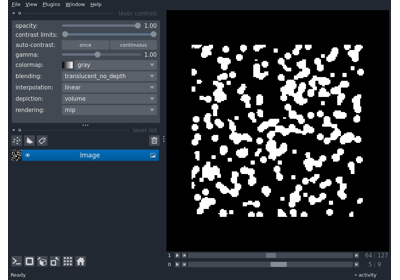 File View Plugins Window Help
layer controls
opacity: 1.00
contrast limits:
auto-contrast: once continuous
gamma: 1.00
colormap: gray
blending: translucent_no_depth
interpolation: linear
depiction: volume
rendering: mip
layer list
Image
1 64 127
0 5 9
Ready activity